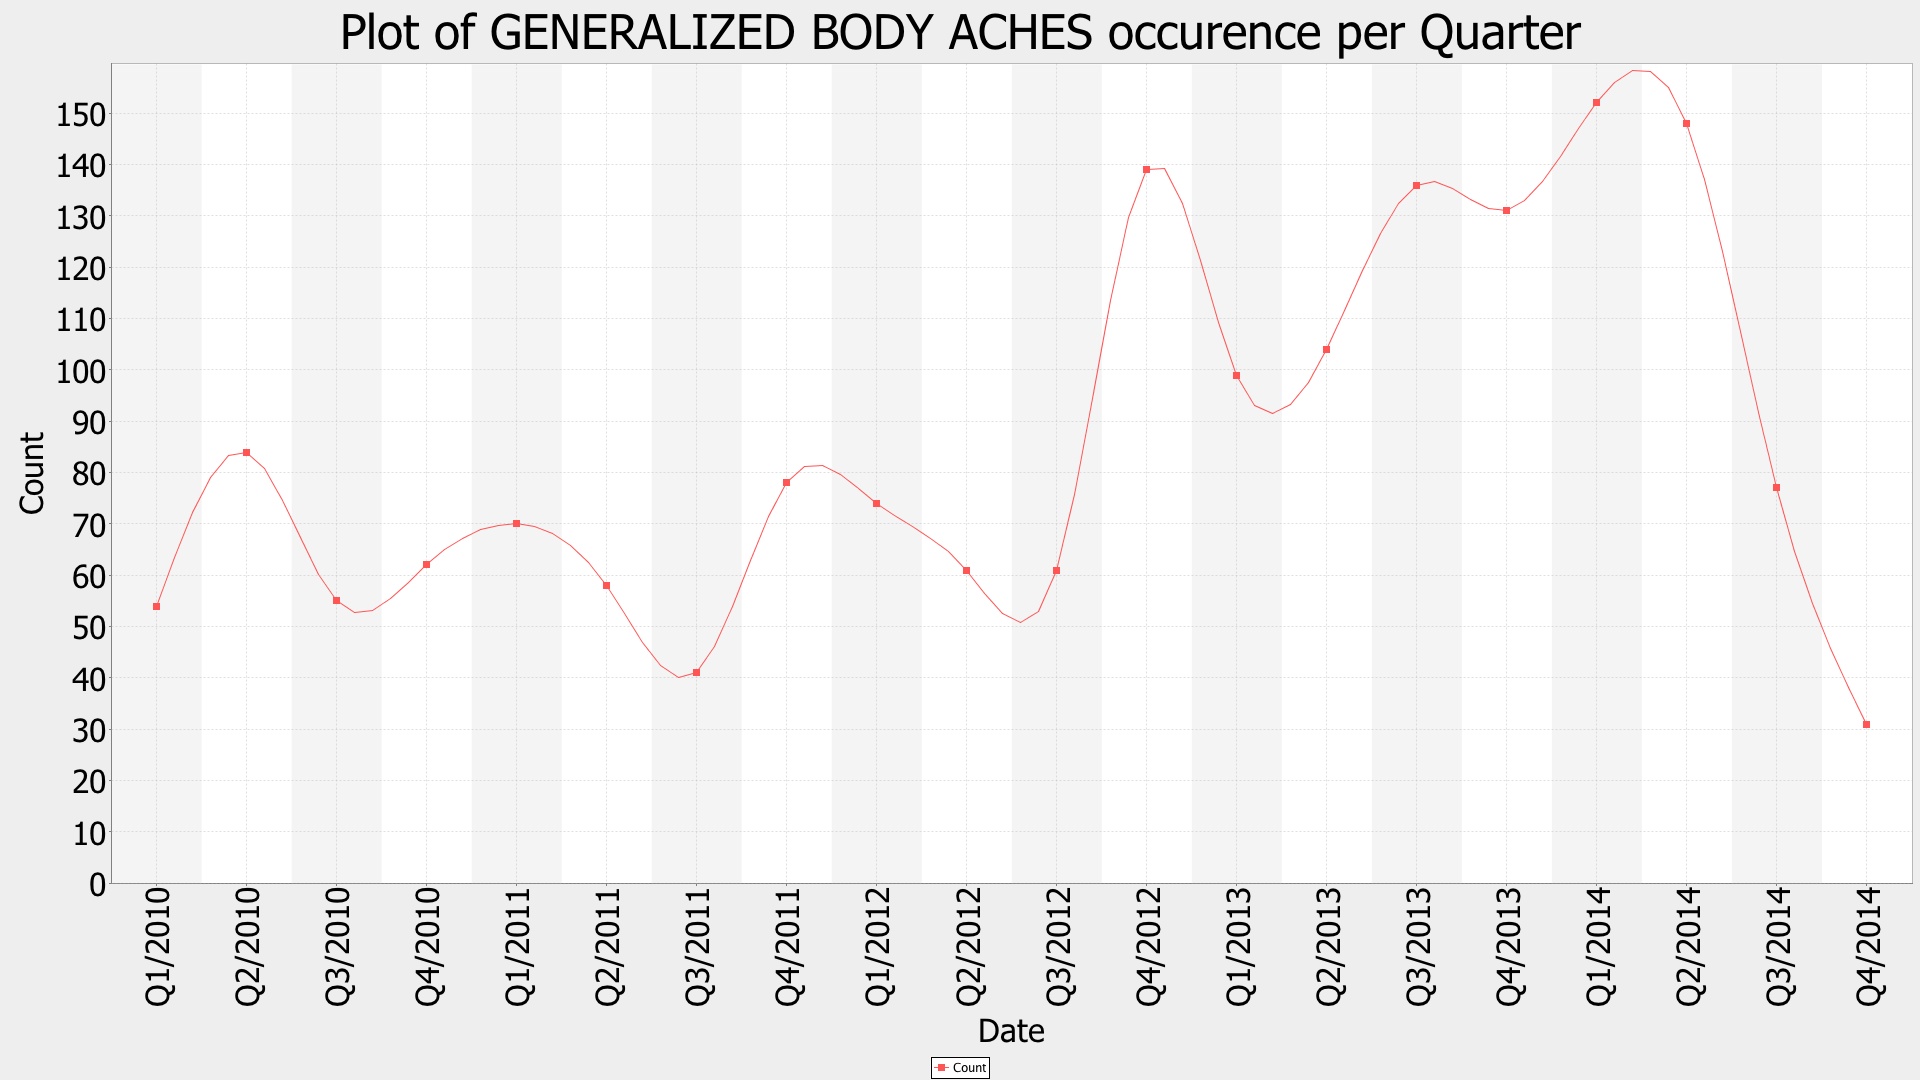 Plot of GENERALIZED BODY ACHES occurence per Quarter
150
140
130
120
110
100
90
80
70
60
50
40
30
20
10
0
Count
Q1/2010
Q2/2010
Q3/2010
Q4/2010
Q1/2011
Q2/2011
Q3/2011
Q4/2011
Q1/2012
Q2/2012
Q3/2012
Q4/2012
Q1/2013
Q2/2013
Q3/2013
Q4/2013
Q1/2014
Q2/2014
Q3/2014
Q4/2014
Date
Count